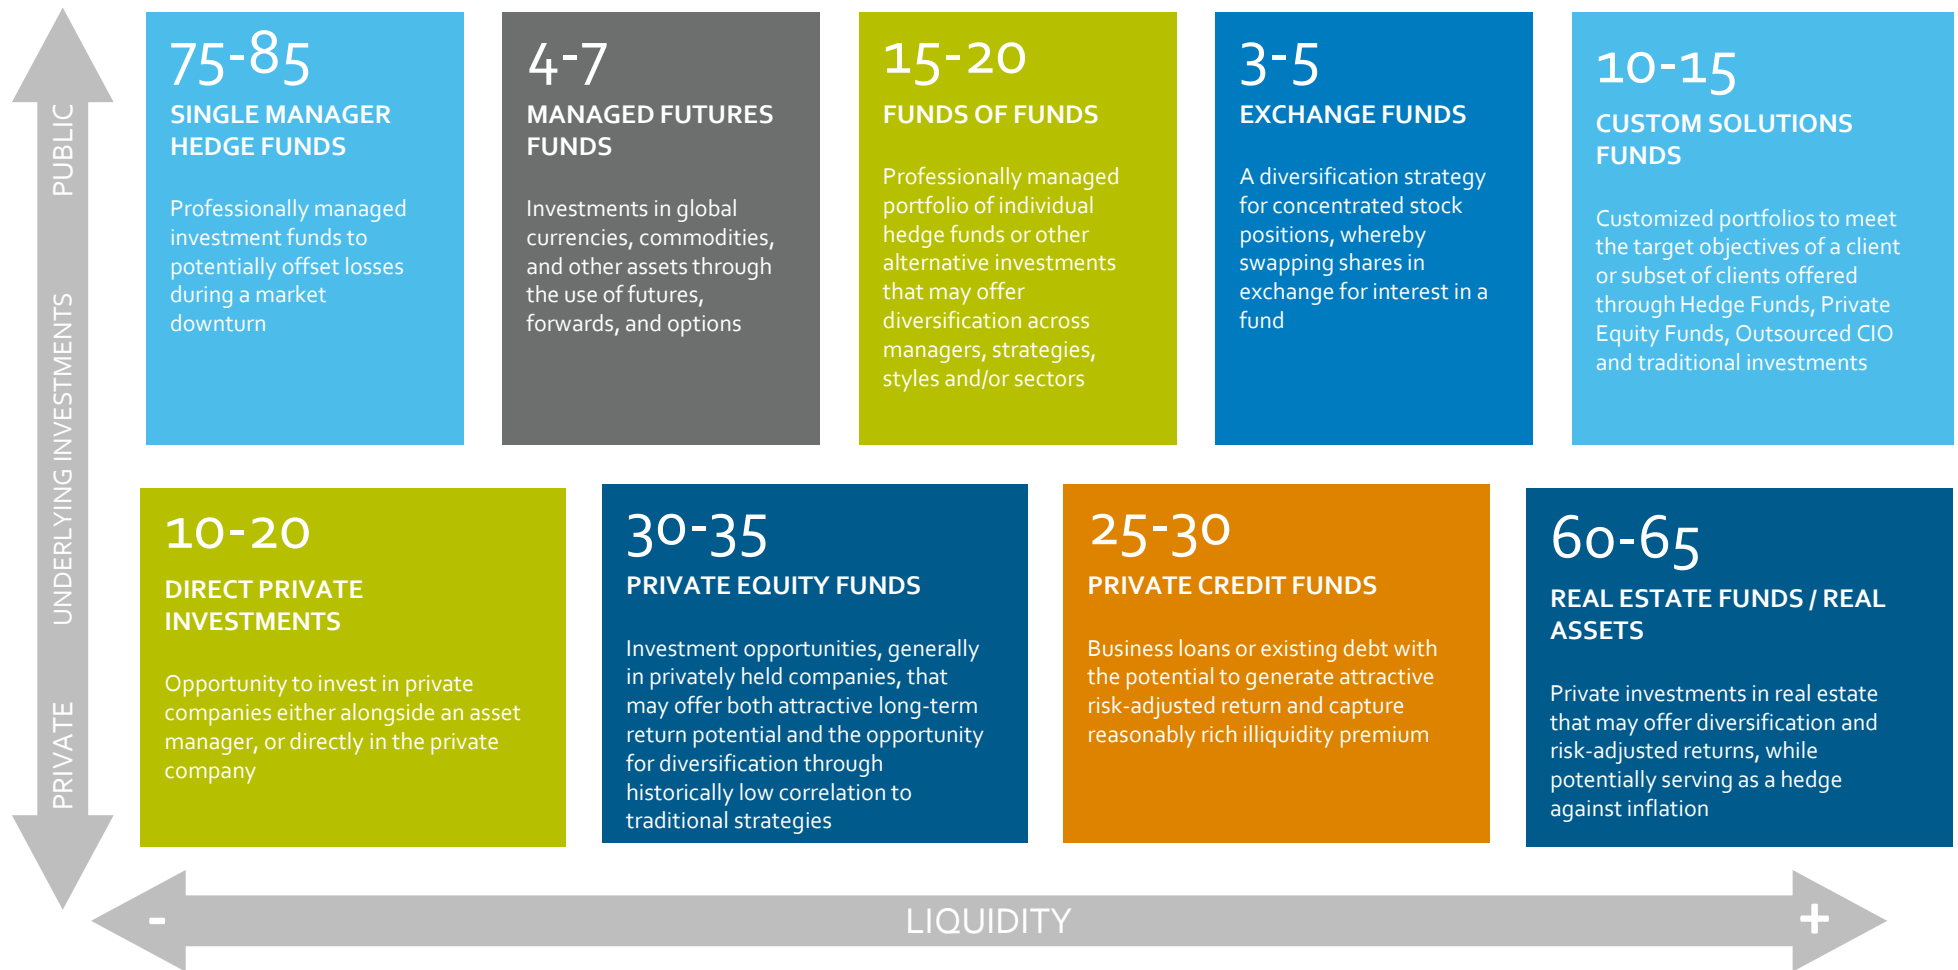 PUBLIC
UNDERLYING INVESTMENTS
PRIVATE
75-85
SINGLE MANAGER
HEDGE FUNDS
Professionally managed
investment funds to
potentially offset losses
during a market
downturn
4-7
MANAGED FUTURES
FUNDS
Investments in global
currencies, commodities,
and other assets through
the use of futures,
forwards, and options
15-20
FUNDS OF FUNDS
Professionally managed
portfolio of individual
hedge funds or other
alternative investments
that may offer
diversification across
managers, strategies,
styles and/or sectors
3-5
EXCHANGE FUNDS
A diversification strategy
for concentrated stock
positions, whereby
swapping shares in
exchange for interest in a
fund
10-15
CUSTOM SOLUTIONS
FUNDS
Customized portfolios to meet
the target objectives of a client
or subset of clients offered
through Hedge Funds, Private
Equity Funds, Outsourced CIO
and traditional investments
10-20
DIRECT PRIVATE
INVESTMENTS
Opportunity to invest in private
companies either alongside an asset
manager, or directly in the private
company
30-35
PRIVATE EQUITY FUNDS
Investment opportunities, generally
in privately held companies, that
may offer both attractive long-term
return potential and the opportunity
for diversification through
historically low correlation to
traditional strategies
25-30
PRIVATE CREDIT FUNDS
Business loans or existing debt with
the potential to generate attractive
risk-adjusted return and capture
reasonably rich illiquidity premium
60-65
REAL ESTATE FUNDS / REAL
ASSETS
Private investments in real estate
that may offer diversification and
risk-adjusted returns, while
potentially serving as a hedge
against inflation
- LIQUIDITY +